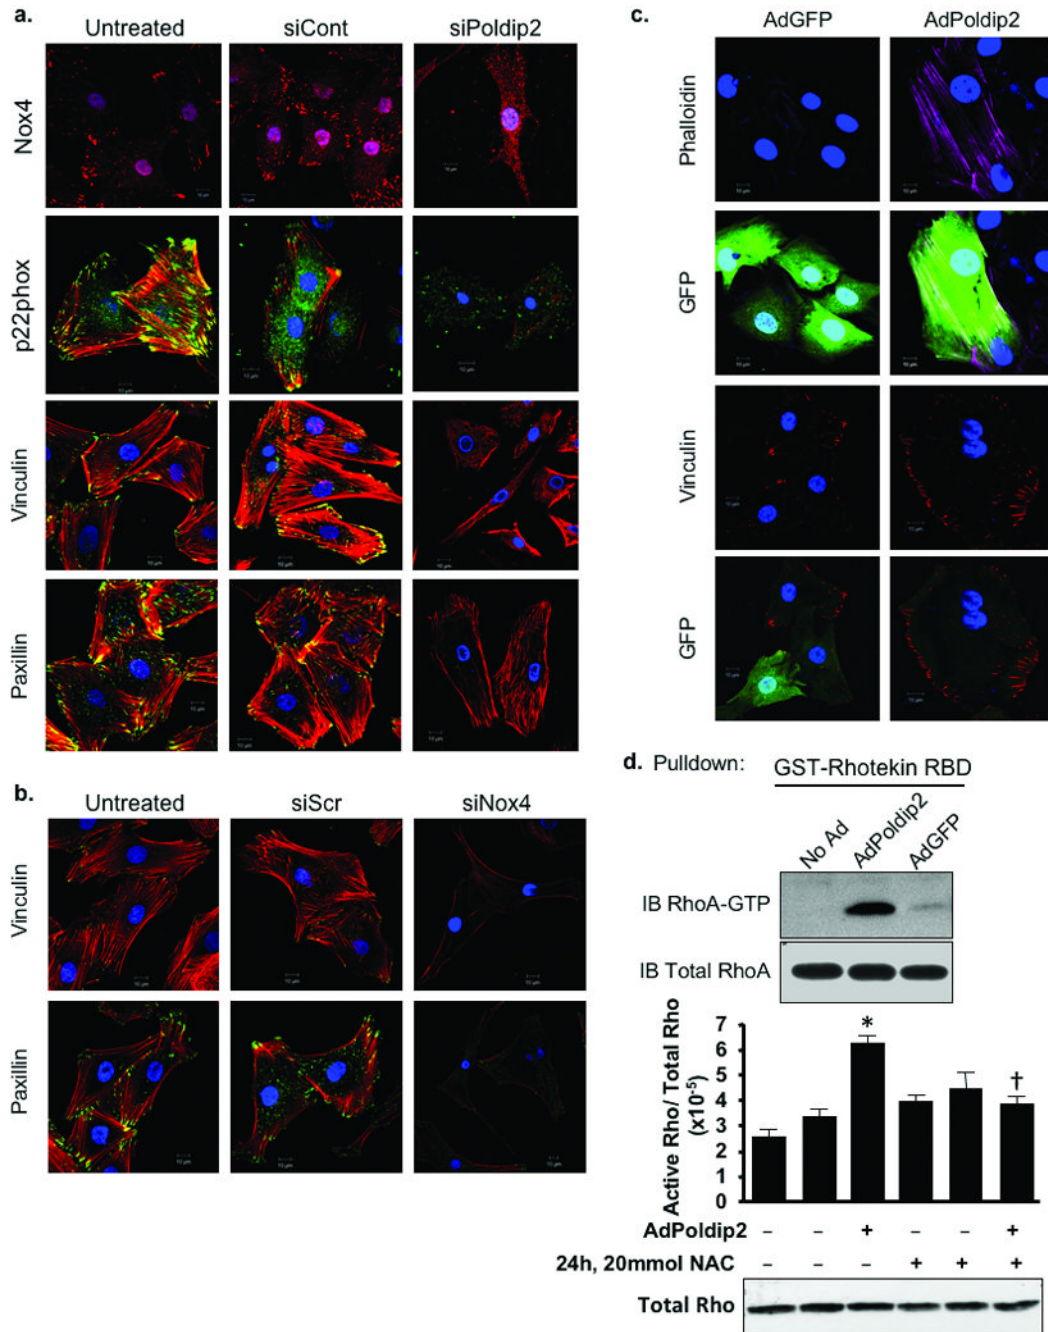 a.
Untreated siCont siPoldip2
Nox4
p22phox
Vinculin
Paxillin
b.
Untreated siScr siNox4
Vinculin
Paxillin
c.
AdGFP AdPoldip2
Phalloidin
GFP
Vinculin
GFP
d. Pulldown: GST-Rhotekin RBD
No Ad AdPoldip2 AdGFP
IB RhoA-GTP
IB Total RhoA
Active Rho/ Total Rho
(x10⁻⁵)
7
6
5
4
3
2
1
0
*
†
AdPoldip2 – – + – – +
24h, 20mmol NAC – – – + + +
Total Rho